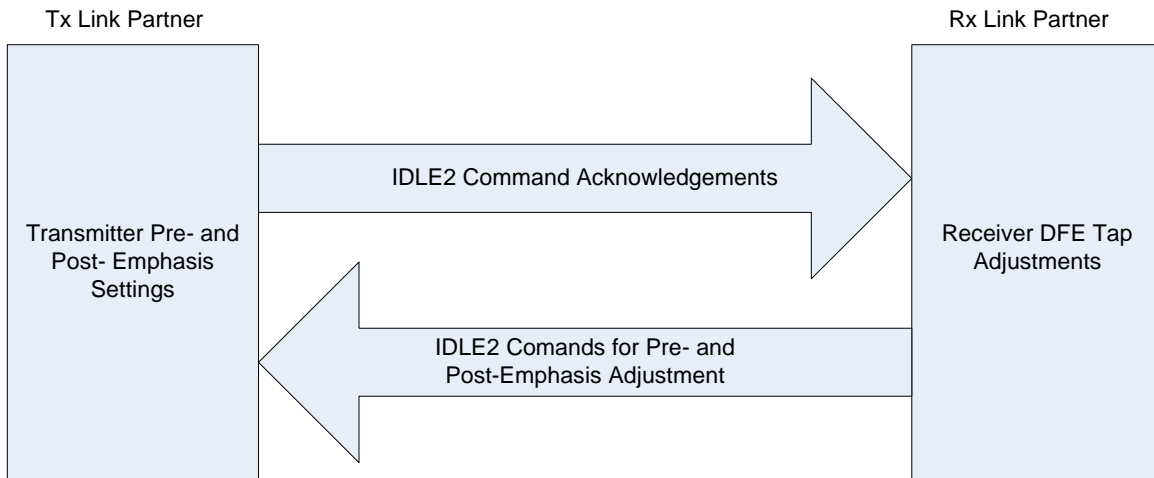 Tx Link Partner
Rx Link Partner
IDLE2 Command Acknowledgements
Transmitter Pre- and
Post- Emphasis
Settings
Receiver DFE Tap
Adjustments
IDLE2 Comands for Pre- and
Post-Emphasis Adjustment